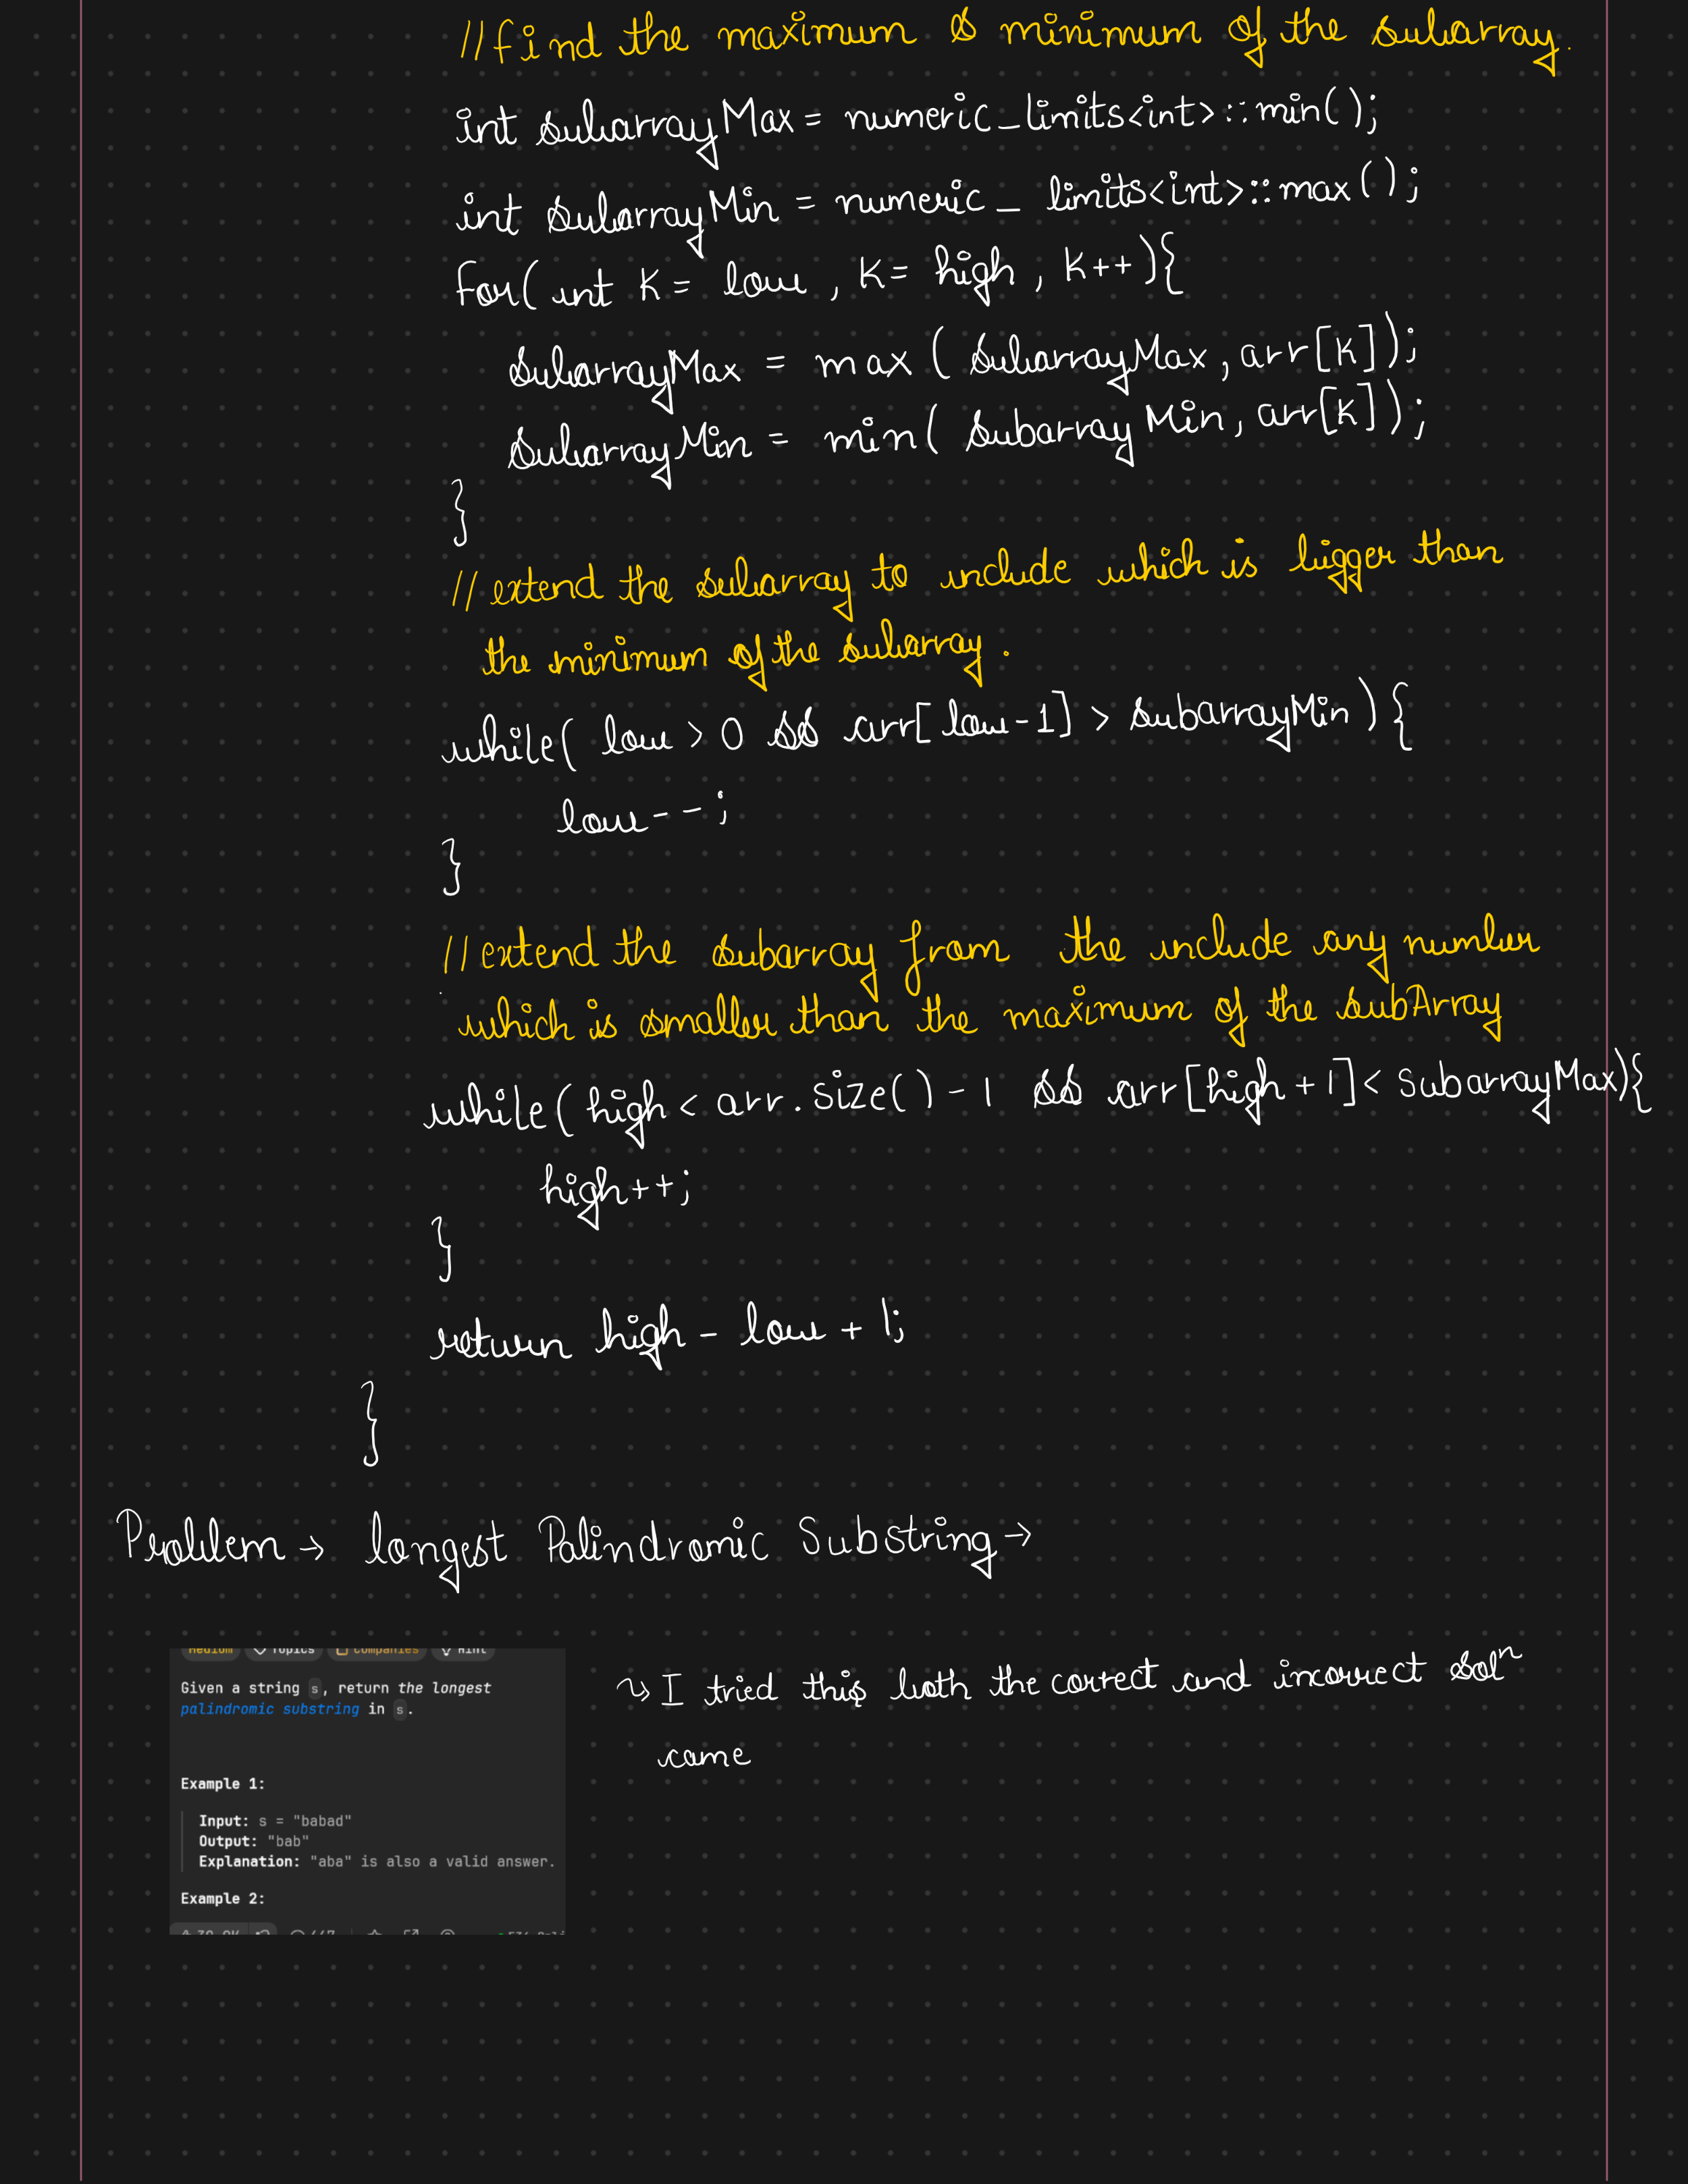 //find the maximum & minimum of the subarray.
int subarrayMax = numeric_limits<int>::min();
int subarrayMin = numeric_limits<int>::max();
for( int K = low , K = high , K++){
subarrayMax = max ( subarrayMax, arr[K]);
subarrayMin = min( subarrayMin, arr[K]);
}
// extend the subarray to include which is bigger than
the minimum of the subarray.
while( low > 0 && arr[low-1] > subarrayMin ){
low--;
}
//extend the subarray from the include any number
which is smaller than the maximum of the subArray
while( high < arr.size() - 1 && arr[high + 1] < SubarrayMax){
high++;
}
return high - low + 1;
}
Problem → longest Palindromic Substring →
Medium Topics Companies Hint
Given a string s, return the longest
palindromic substring in s.
↝ I tried this both the correct and incorrect solⁿ
came
Example 1:
Input: s = "babad"
Output: "bab"
Explanation: "aba" is also a valid answer.
Example 2: